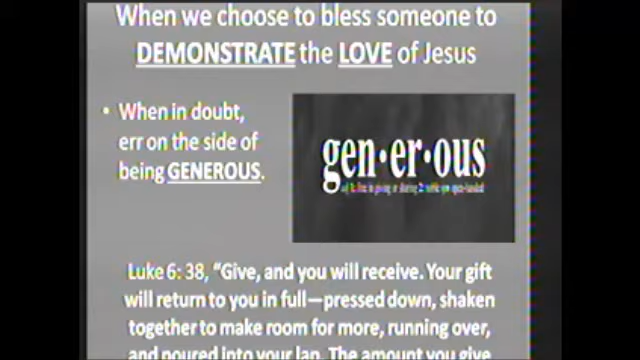 When we choose to bless someone to
DEMONSTRATE the LOVE of Jesus
• When in doubt,
err on the side of
being GENEROUS.
gen·er·ous
Luke 6: 38, “Give, and you will receive. Your gift
will return to you in full—pressed down, shaken
together to make room for more, running over,
and poured into your lap. The amount you give